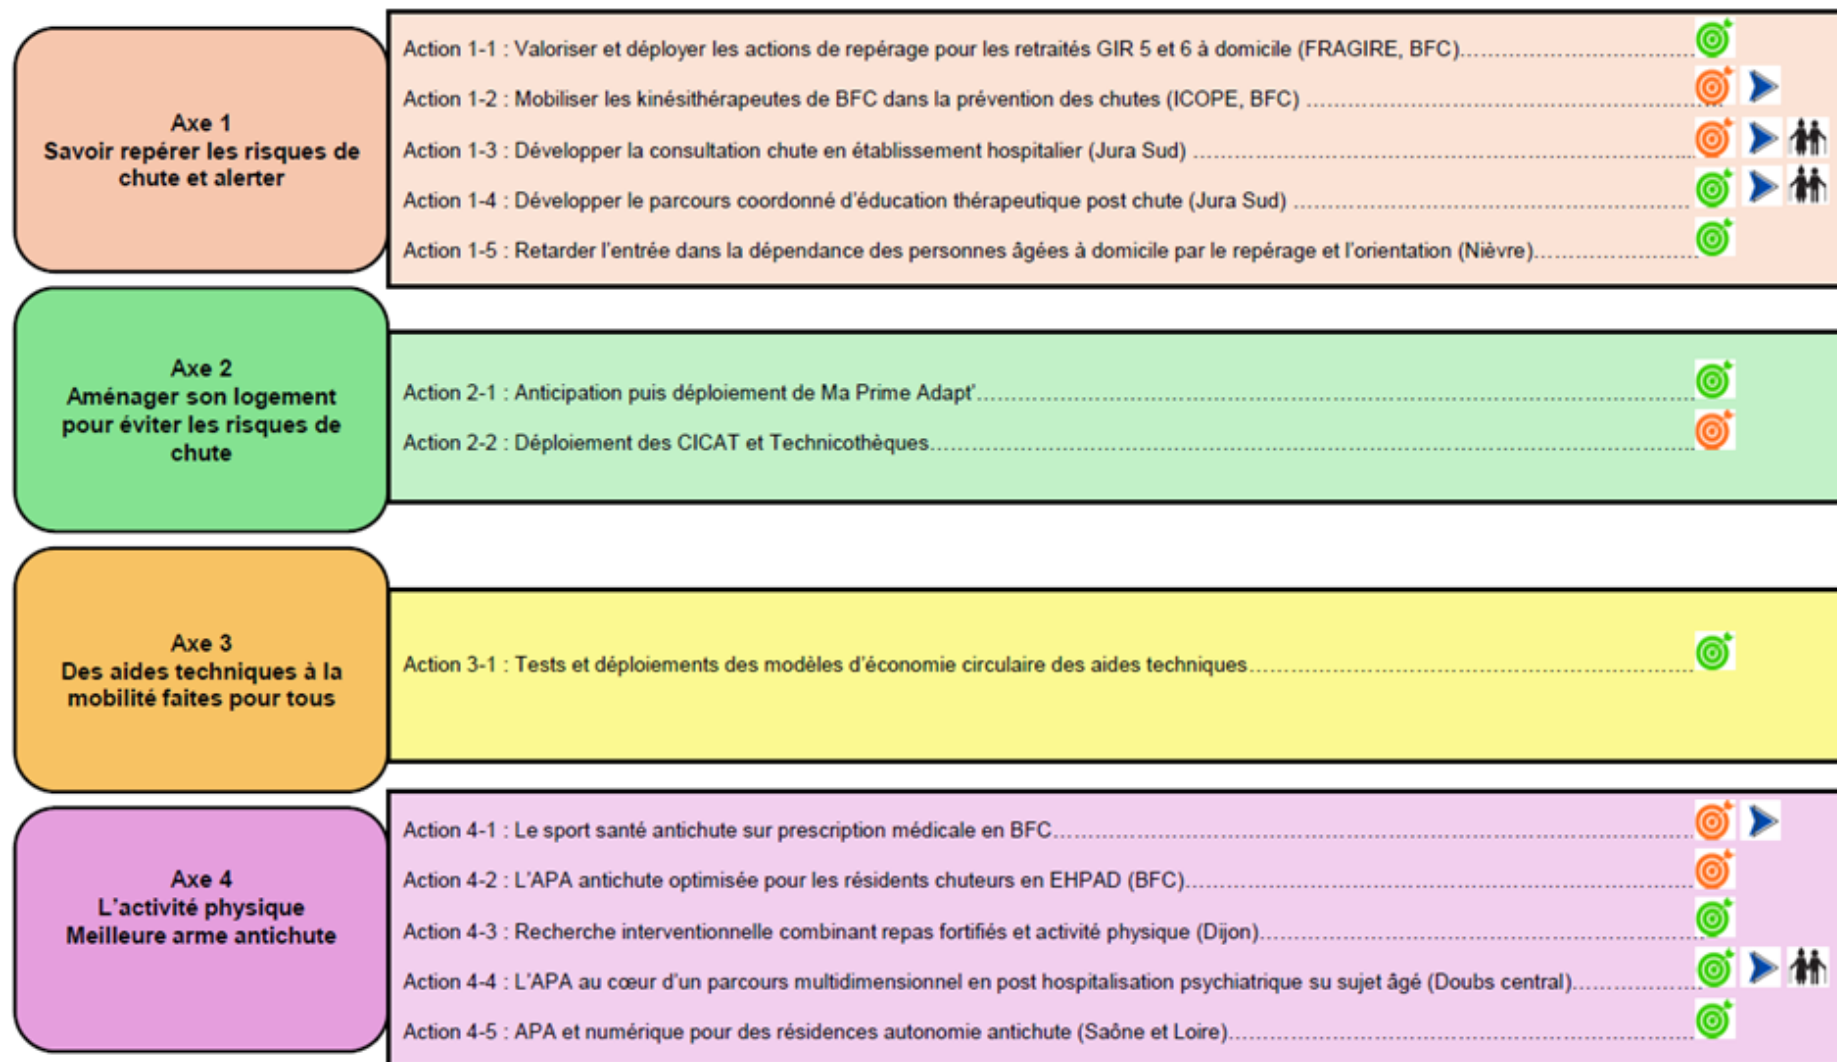 Axe 1
Savoir repérer les risques de
chute et alerter
Action 1-1 : Valoriser et déployer les actions de repérage pour les retraités GIR 5 et 6 à domicile (FRAGIRE, BFC)
Action 1-2 : Mobiliser les kinésithérapeutes de BFC dans la prévention des chutes (ICOPE, BFC)
Action 1-3 : Développer la consultation chute en établissement hospitalier (Jura Sud)
Action 1-4 : Développer le parcours coordonné d'éducation thérapeutique post chute (Jura Sud)
Action 1-5 : Retarder l'entrée dans la dépendance des personnes âgées à domicile par le repérage et l'orientation (Nièvre)
Axe 2
Aménager son logement
pour éviter les risques de
chute
Action 2-1 : Anticipation puis déploiement de Ma Prime Adapt'
Action 2-2 : Déploiement des CICAT et Technicothèques
Axe 3
Des aides techniques à la
mobilité faites pour tous
Action 3-1 : Tests et déploiements des modèles d'économie circulaire des aides techniques
Axe 4
L'activité physique
Meilleure arme antichute
Action 4-1 : Le sport santé antichute sur prescription médicale en BFC
Action 4-2 : L'APA antichute optimisée pour les résidents chuteurs en EHPAD (BFC)
Action 4-3 : Recherche interventionnelle combinant repas fortifiés et activité physique (Dijon)
Action 4-4 : L'APA au cœur d'un parcours multidimensionnel en post hospitalisation psychiatrique su sujet âgé (Doubs central)
Action 4-5 : APA et numérique pour des résidences autonomie antichute (Saône et Loire)